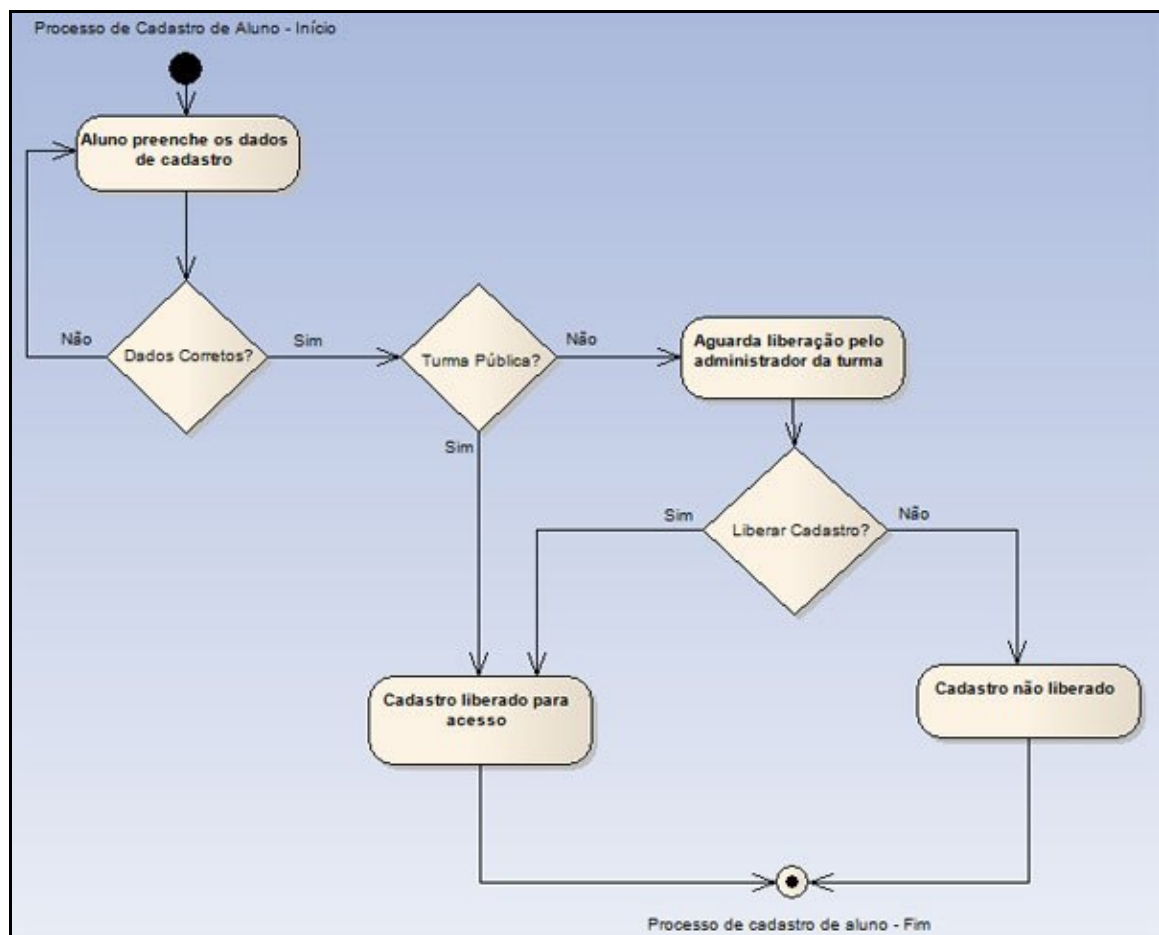 Processo de Cadastro de Aluno - Início
Aluno preenche os dados
de cadastro
Não
Dados Corretos?
Sim
Turma Pública?
Não
Aguarda liberação pelo
administrador da turma
Sim
Sim
Liberar Cadastro?
Não
Cadastro liberado para
acesso
Cadastro não liberado
Processo de cadastro de aluno - Fim